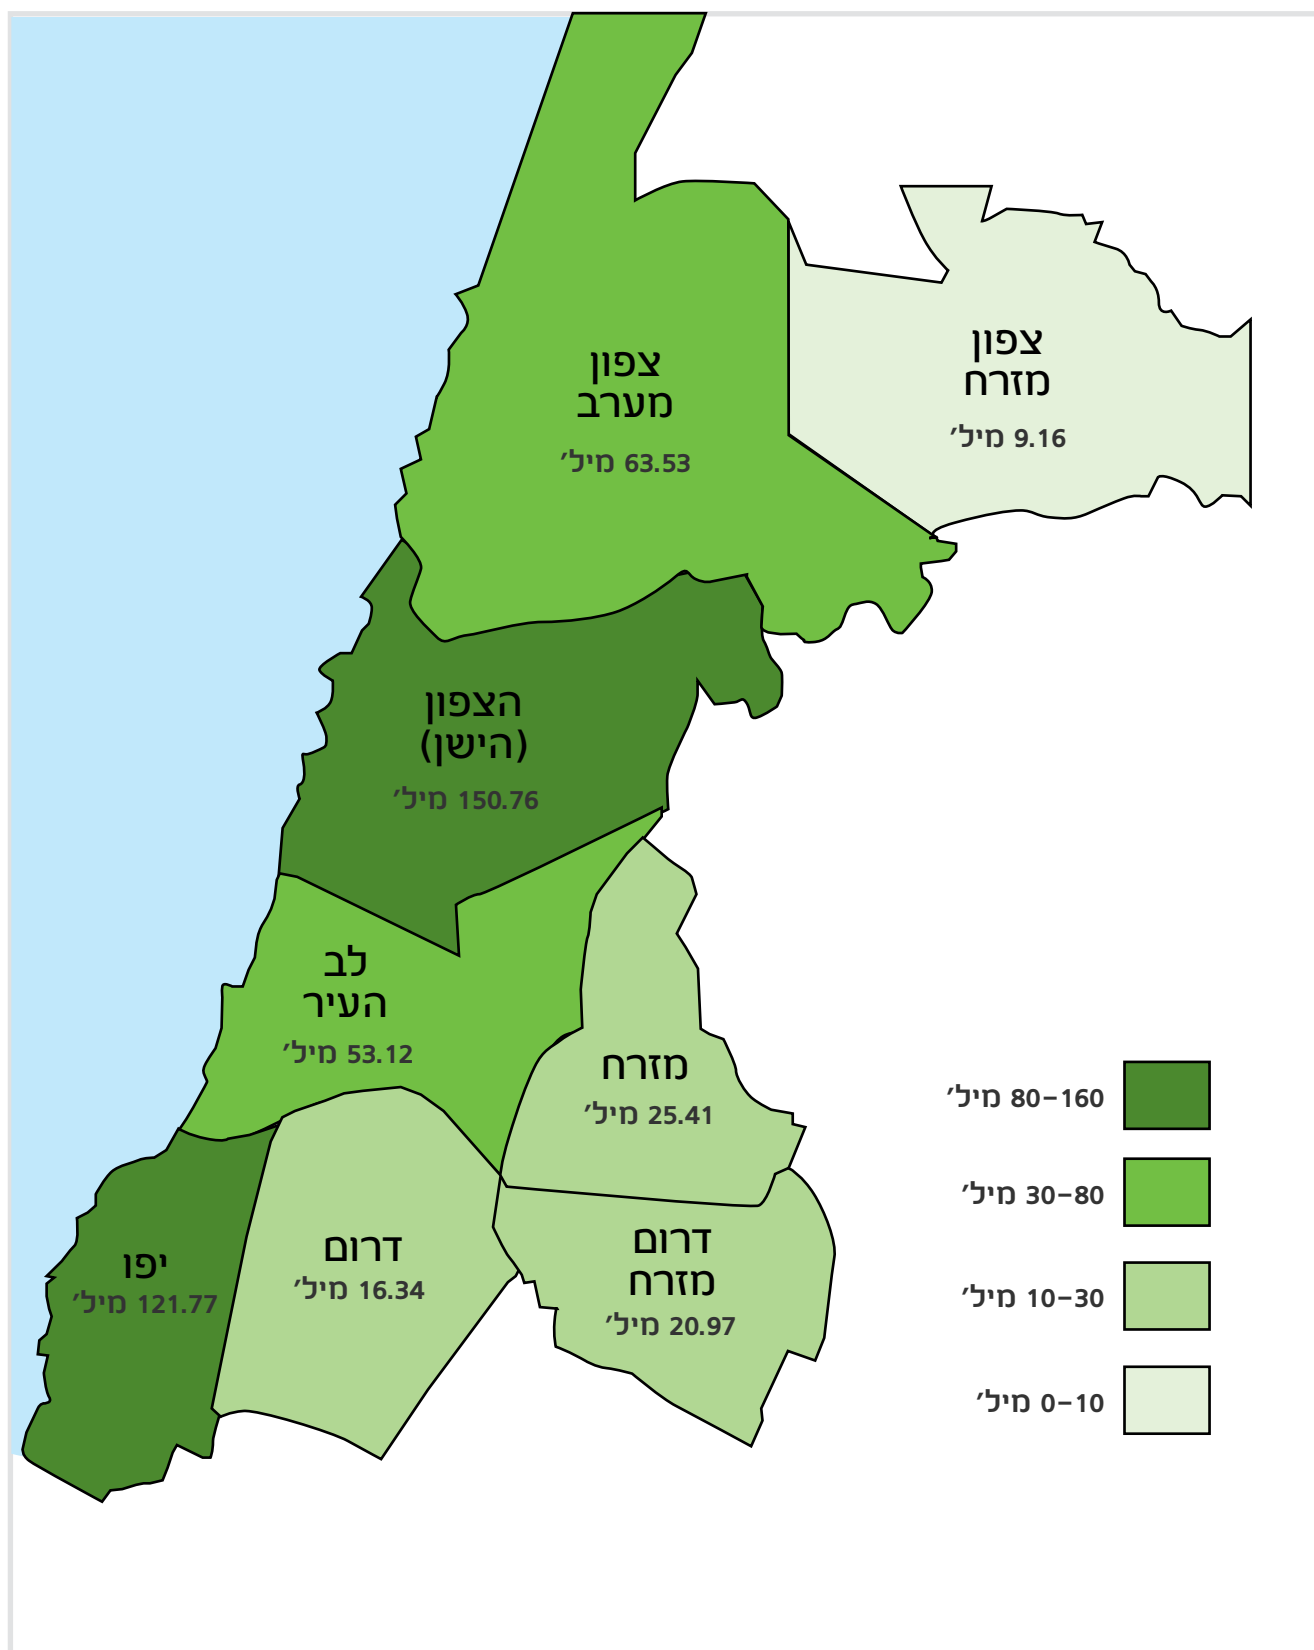 צפון
מזרח
9.16 מיל׳
צפון
מערב
63.53 מיל׳
הצפון
(הישן)
150.76 מיל׳
לב
העיר
53.12 מיל׳
מזרח
25.41 מיל׳
דרום
מזרח
20.97 מיל׳
דרום
16.34 מיל׳
יפו
121.77 מיל׳
80–160 מיל׳
30–80 מיל׳
10–30 מיל׳
0–10 מיל׳